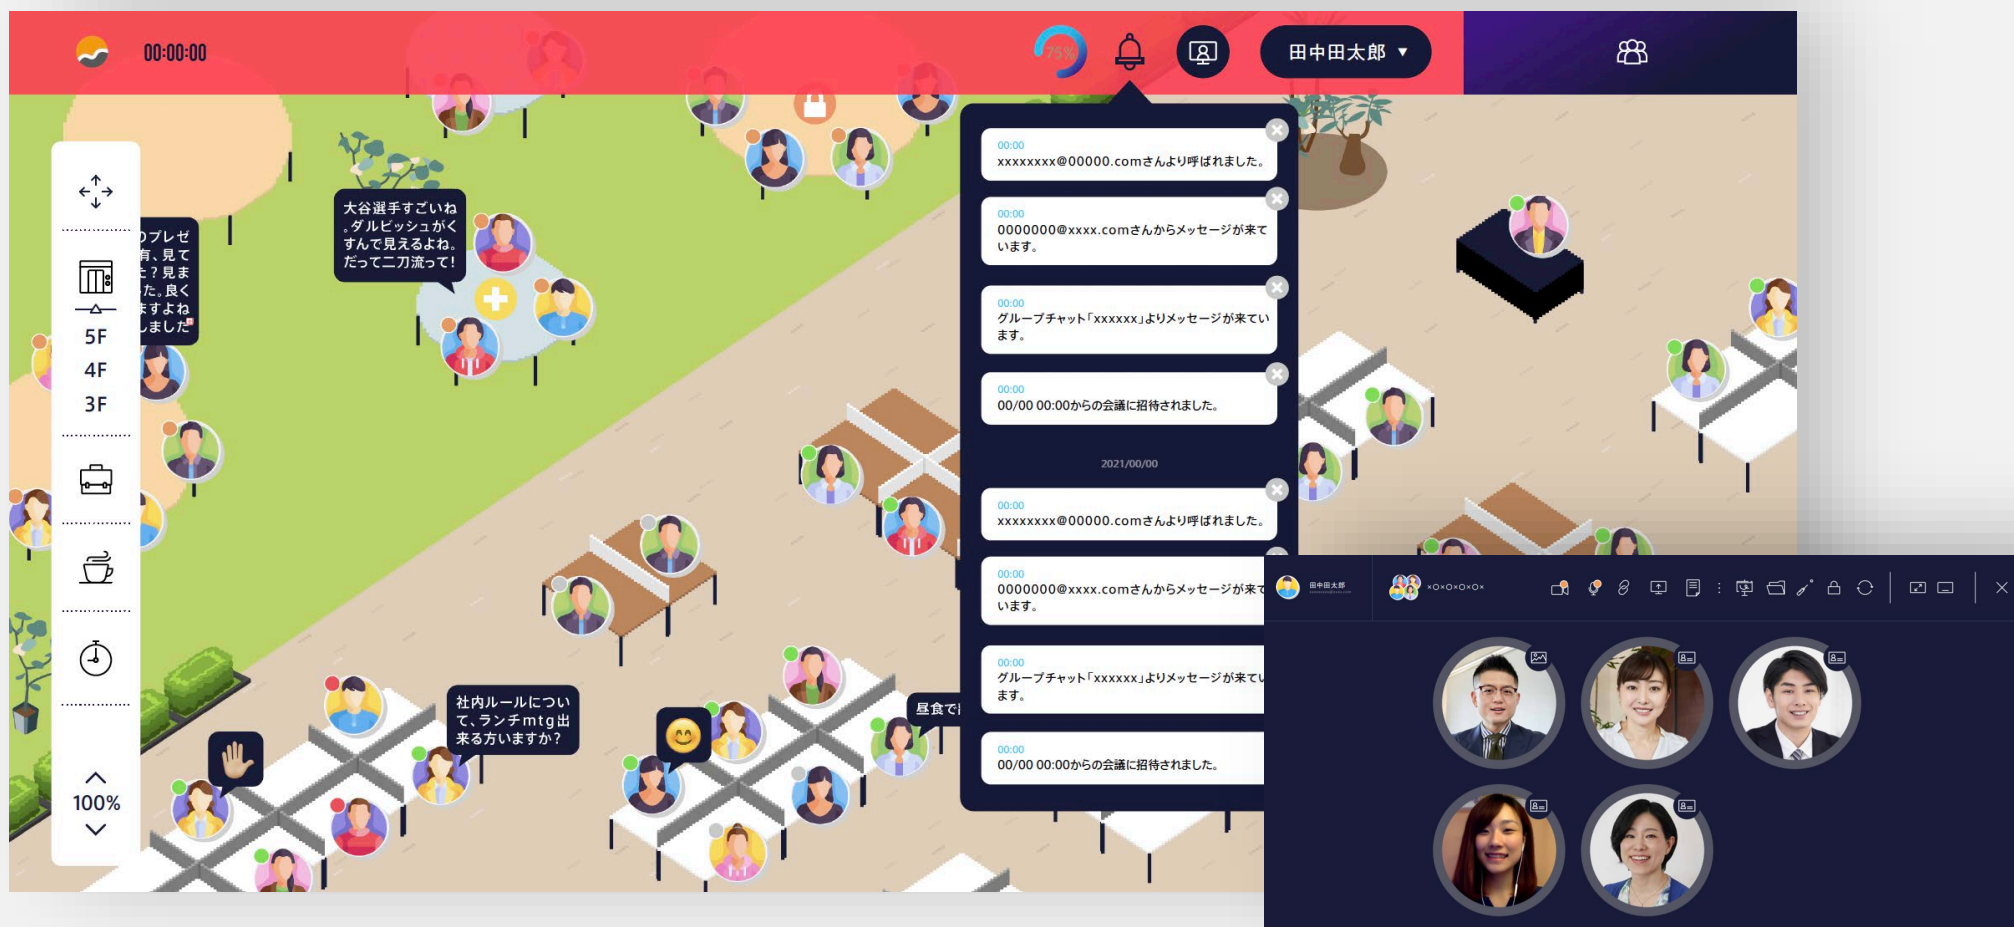 00:00:00
75%
田中田太郎 ▼
5F
4F
3F
100%
プレゼ
有、見て
?見ま
た。良く
ますよね
しました
大谷選手すごいね
。ダルビッシュがく
すんで見えるよね。
だって二刀流って!
社内ルールについ
て、ランチmtg出
来る方いますか?
昼食で
00:00
xxxxxxxx@00000.comさんより呼ばれました。
00:00
0000000@xxxx.comさんからメッセージが来て
います。
00:00
グループチャット「xxxxxx」よりメッセージが来てい
ます。
00:00
00/00 00:00からの会議に招待されました。
2021/00/00
00:00
xxxxxxxx@00000.comさんより呼ばれました。
00:00
0000000@xxxx.comさんからメッセージが来て
います。
00:00
グループチャット「xxxxxx」よりメッセージが来てい
ます。
00:00
00/00 00:00からの会議に招待されました。
田中田太郎
×O×O×O×O×